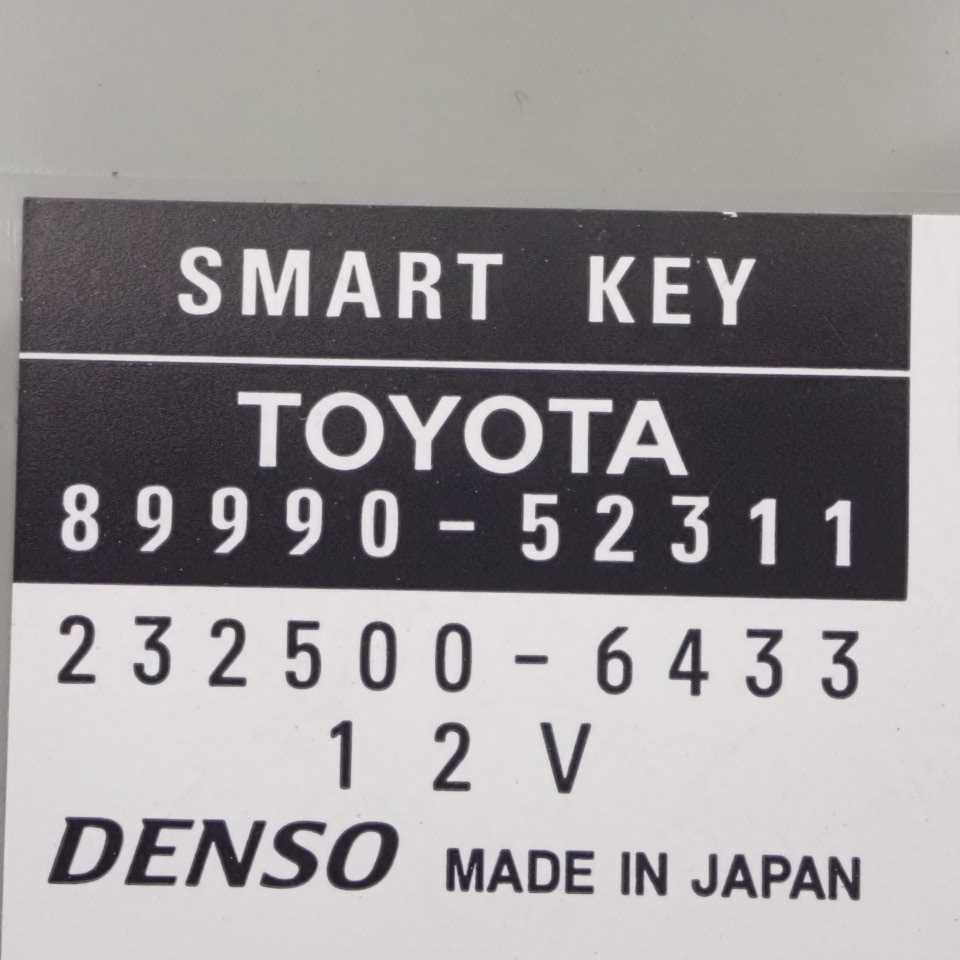 SMART KEY
TOYOTA
89990-52311
232500-6433
12V
DENSO MADE IN JAPAN